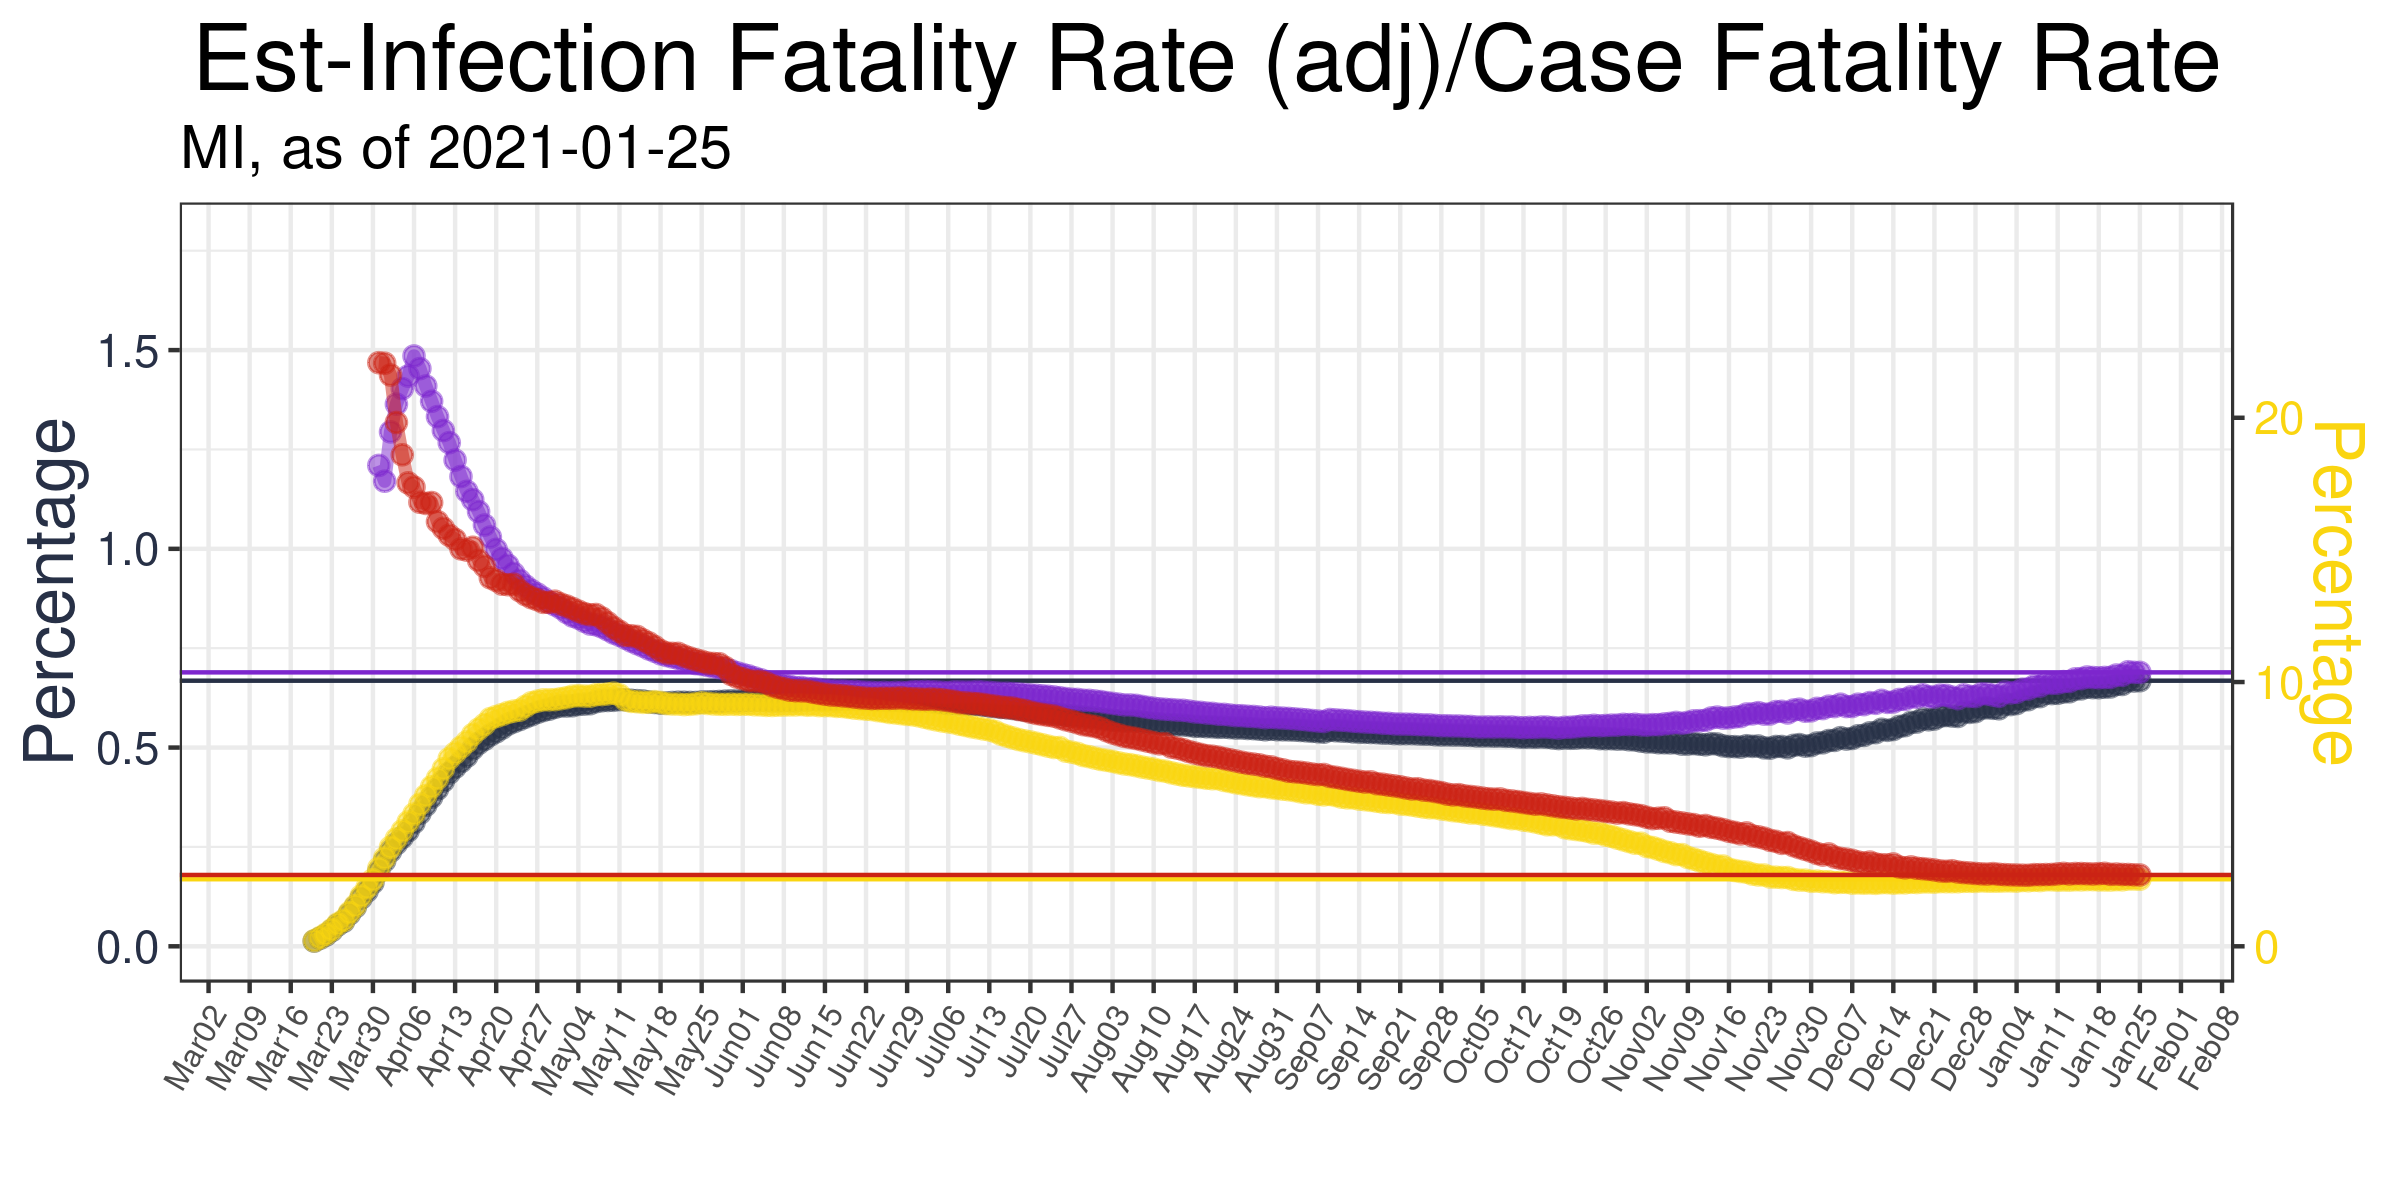 Est-Infection Fatality Rate (adj)/Case Fatality Rate
MI, as of 2021-01-25
Percentage
1.5
1.0
0.5
0.0
20
10
0
Percentage
Mar02
Mar09
Mar16
Mar23
Mar30
Apr06
Apr13
Apr20
Apr27
May04
May11
May18
May25
Jun01
Jun08
Jun15
Jun22
Jun29
Jul06
Jul13
Jul20
Jul27
Aug03
Aug10
Aug17
Aug24
Aug31
Sep07
Sep14
Sep21
Sep28
Oct05
Oct12
Oct19
Oct26
Nov02
Nov09
Nov16
Nov23
Nov30
Dec07
Dec14
Dec21
Dec28
Jan04
Jan11
Jan18
Jan25
Feb01
Feb08